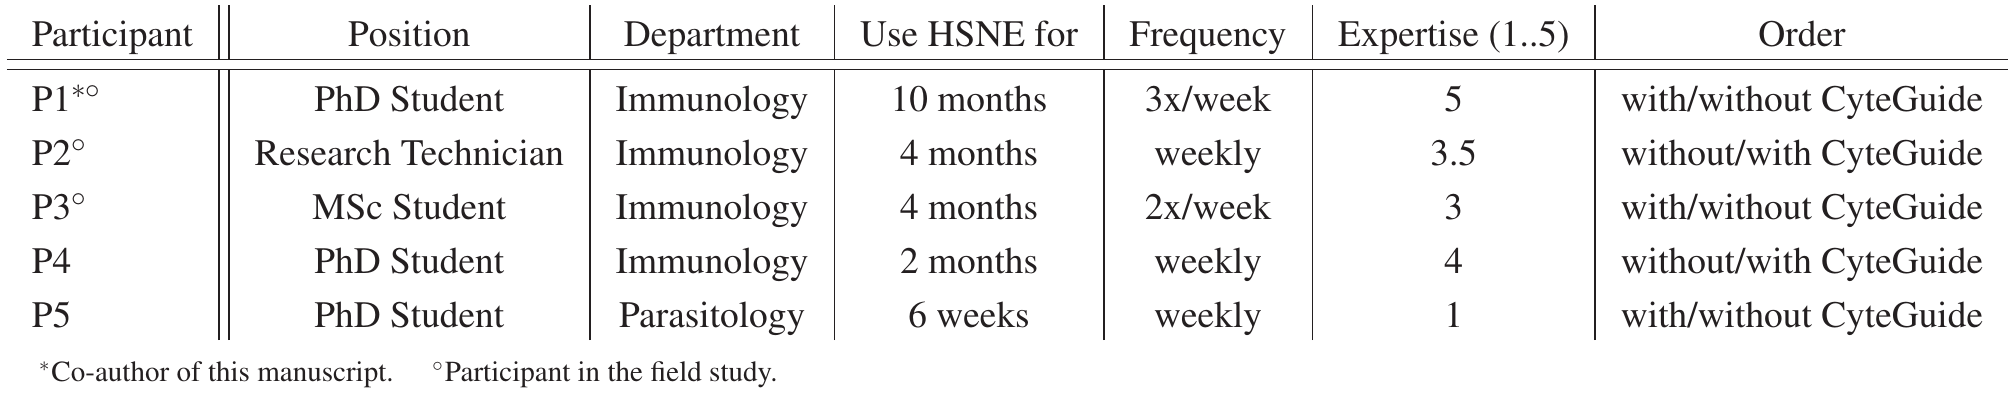 Participant Position Department Use HSNE for Frequency Expertise (1..5) Order
P1*° PhD Student Immunology 10 months 3x/week 5 with/without CyteGuide
P2° Research Technician Immunology 4 months weekly 3.5 without/with CyteGuide
P3° MSc Student Immunology 4 months 2x/week 3 with/without CyteGuide
P4 PhD Student Immunology 2 months weekly 4 without/with CyteGuide
P5 PhD Student Parasitology 6 weeks weekly 1 with/without CyteGuide
*Co-author of this manuscript. °Participant in the field study.